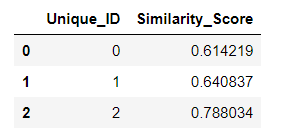 Unique_ID Similarity_Score
0 0 0.614219
1 1 0.640837
2 2 0.788034